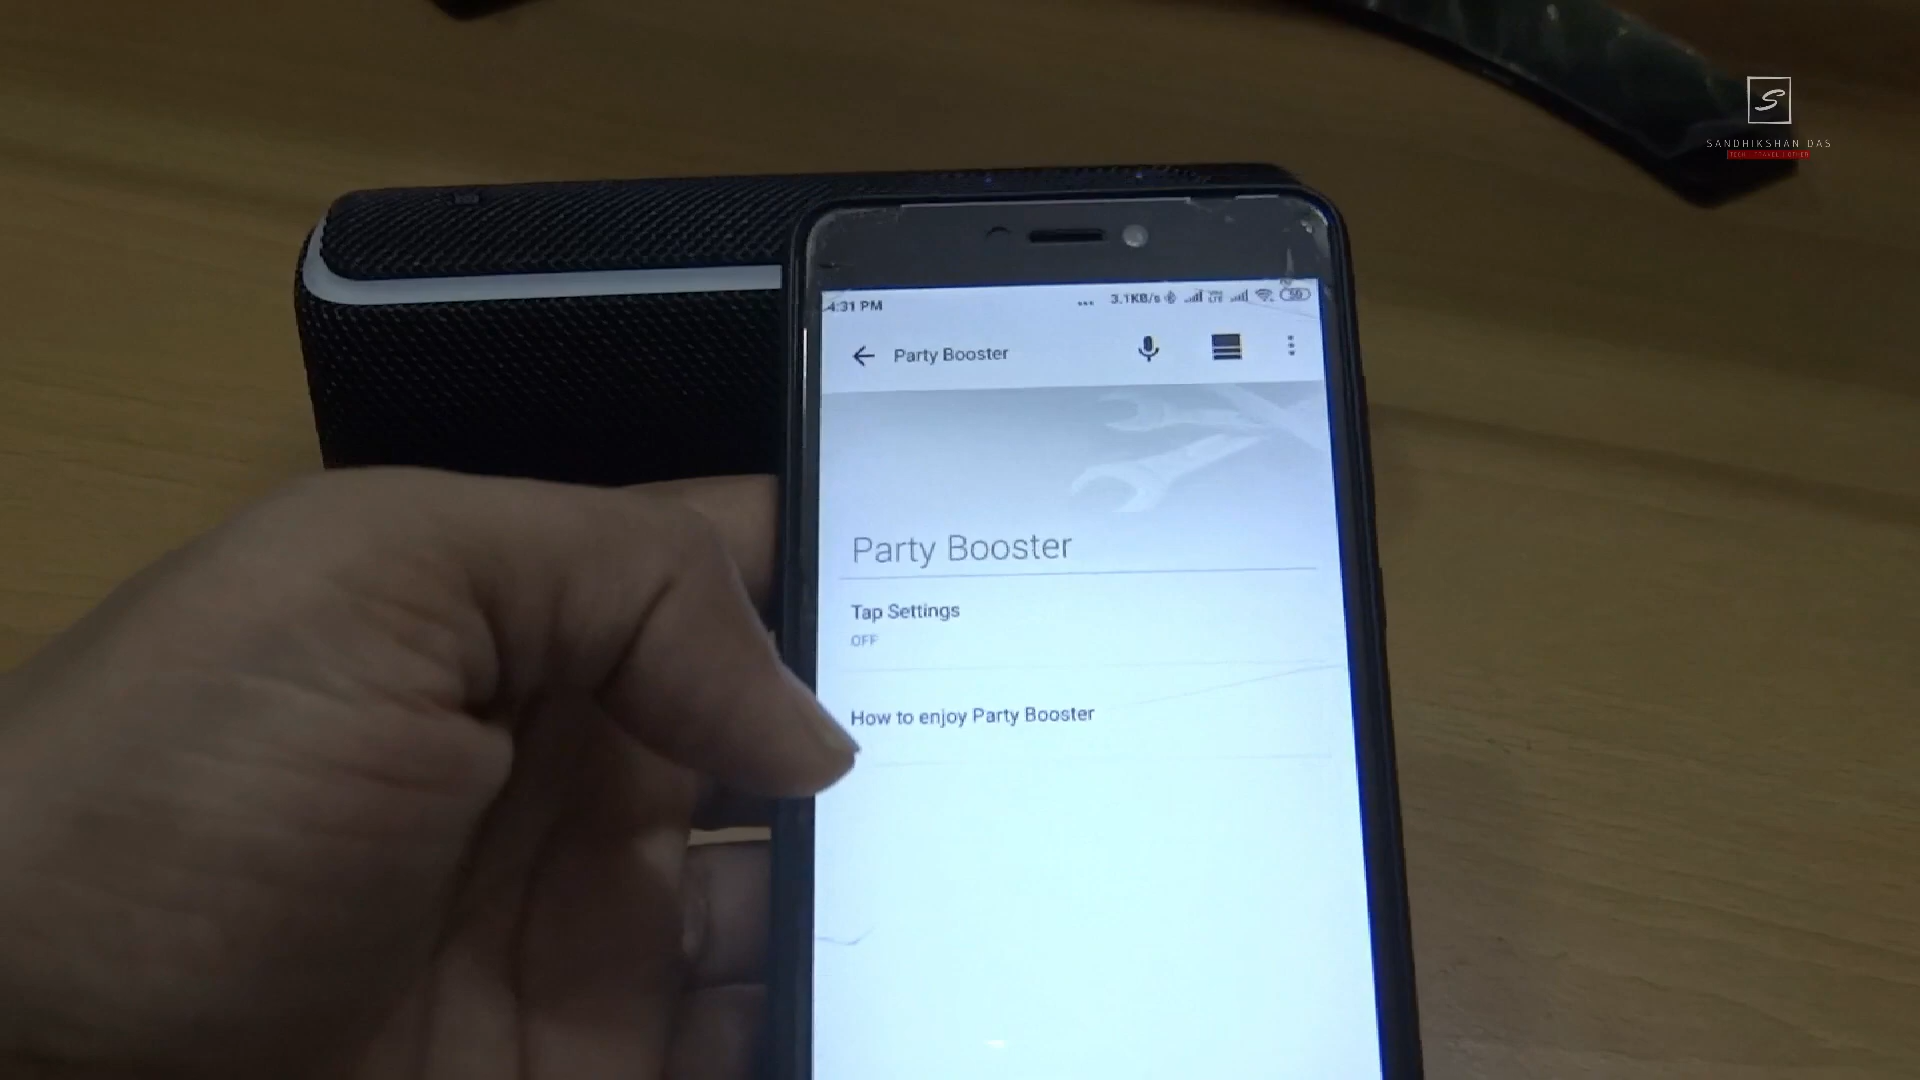 S
SANDHIKSHAN DAS
4:31 PM ... 3.1KB/s 59
Party Booster
Party Booster
Tap Settings
OFF
How to enjoy Party Booster